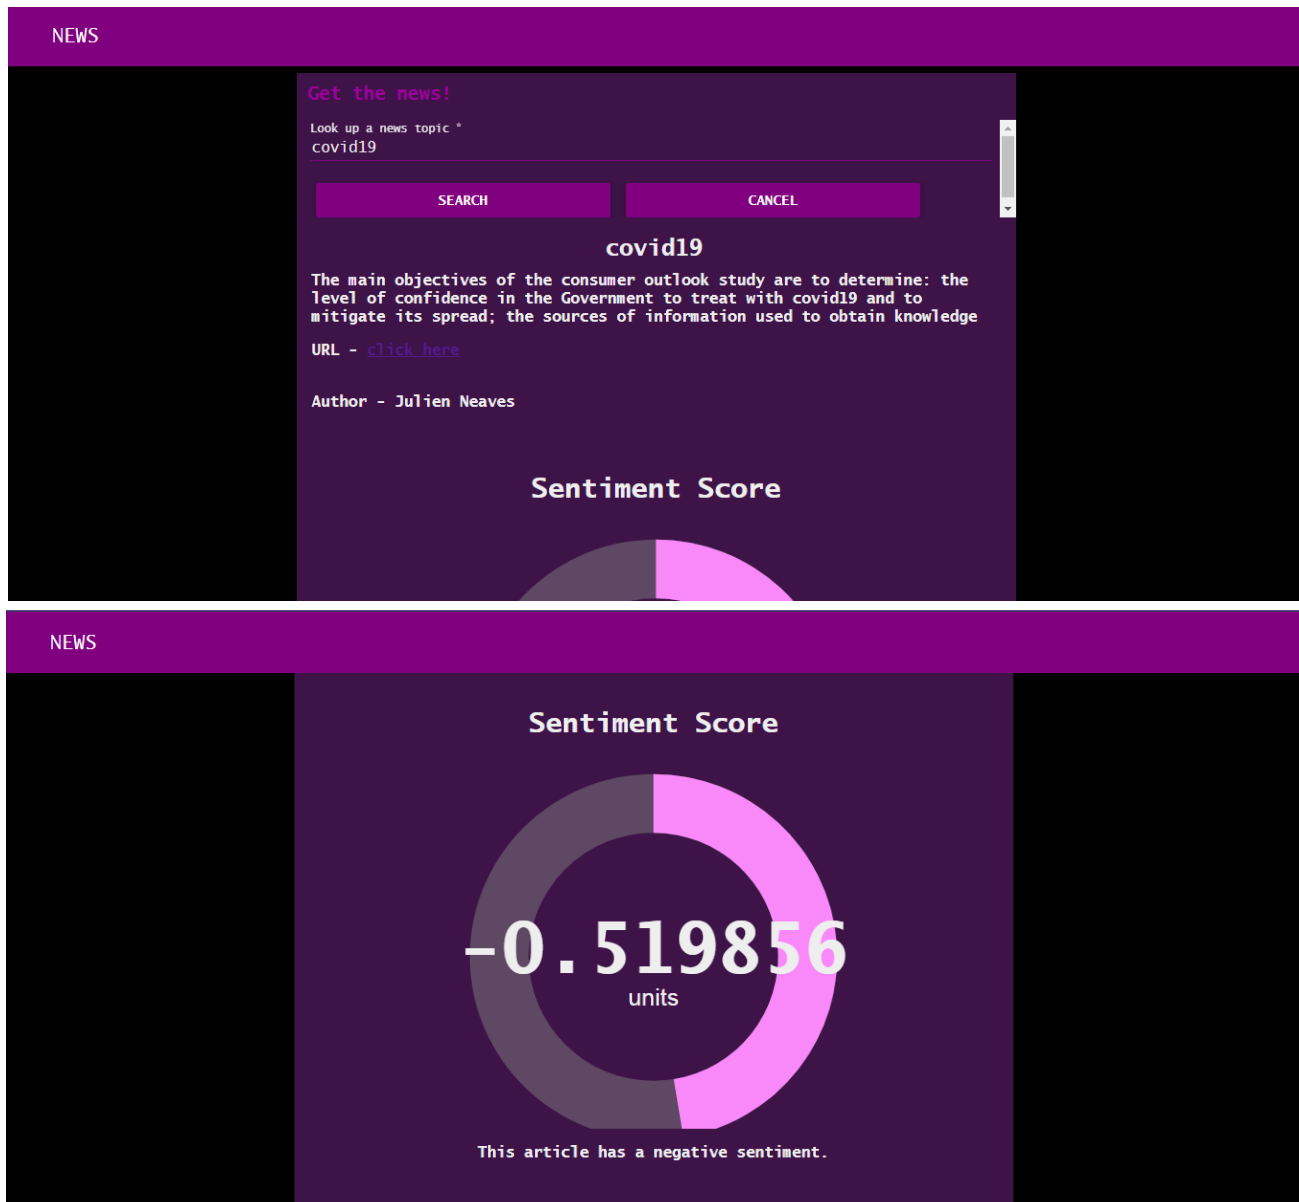 NEWS
Get the news!
Look up a news topic *
covid19
SEARCH CANCEL
covid19
The main objectives of the consumer outlook study are to determine: the
level of confidence in the Government to treat with covid19 and to
mitigate its spread; the sources of information used to obtain knowledge
URL - click here
Author - Julien Neaves
Sentiment Score
NEWS
Sentiment Score
-0.519856
units
This article has a negative sentiment.